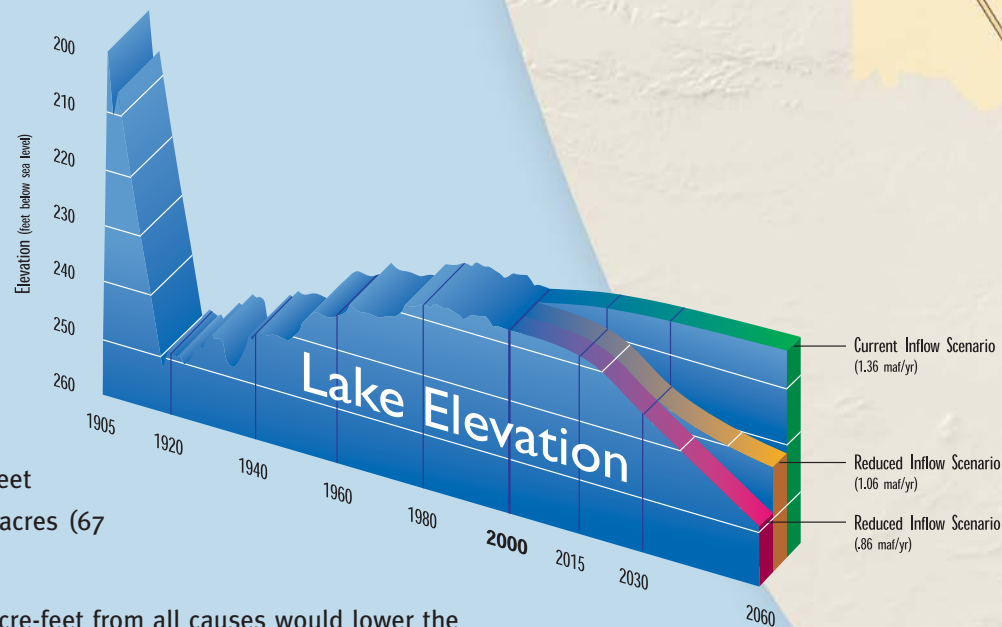 200
210
220
230
240
250
260
Elevation (feet below sea level)
1905
1920
1940
1960
1980
2000
2015
2030
2060
Lake Elevation
Current Inflow Scenario
(1.36 maf/yr)
Reduced Inflow Scenario
(1.06 maf/yr)
Reduced Inflow Scenario
(.86 maf/yr)
eet
acres (67
cre-feet from all causes would lower the